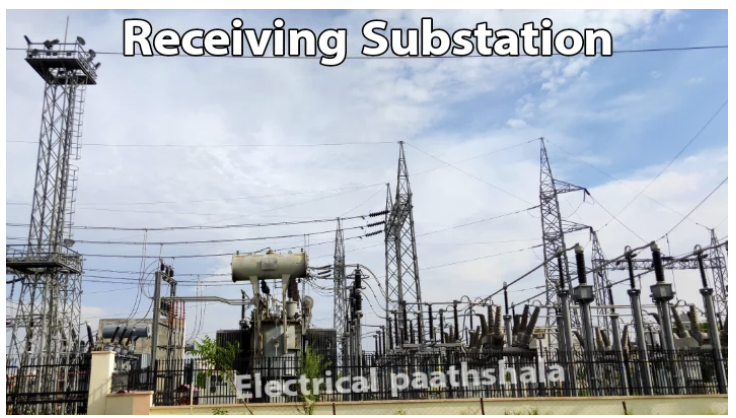 Receiving Substation
Electrical paathshala